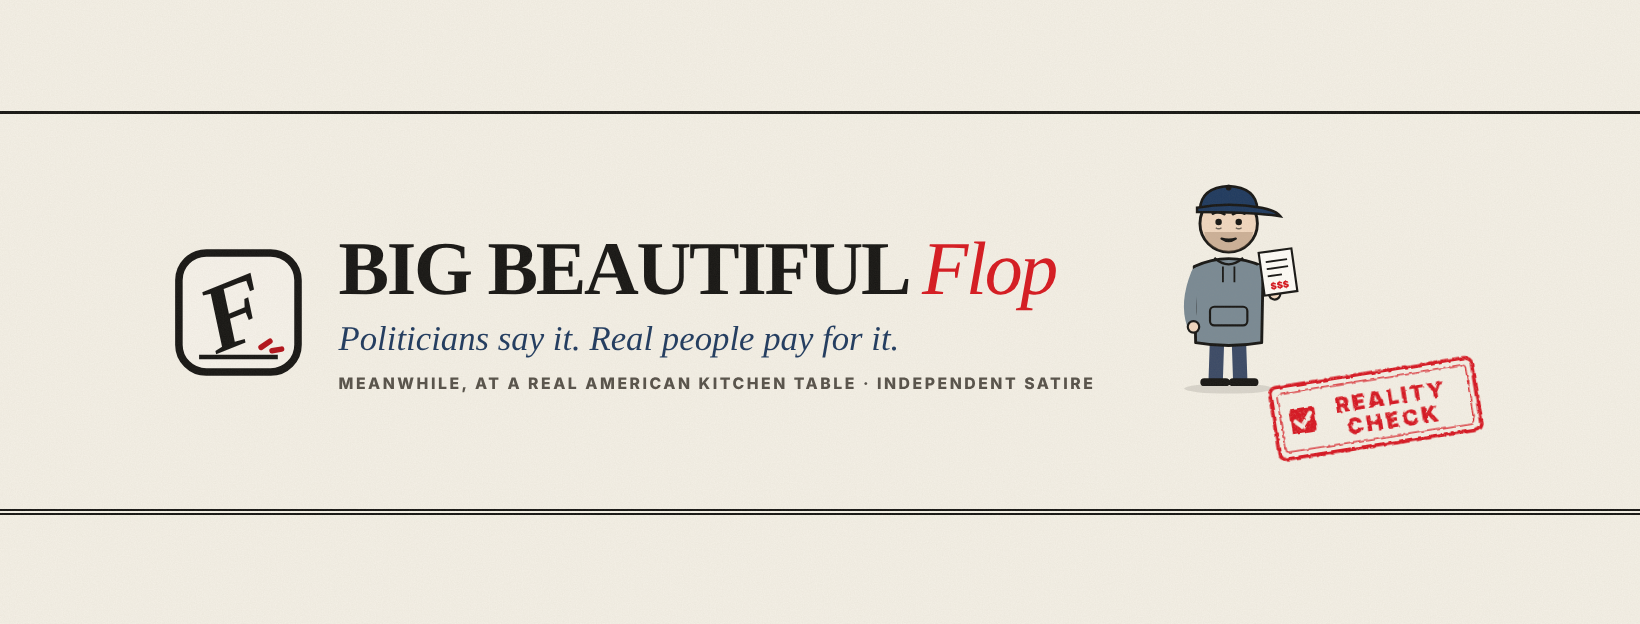 F
BIG BEAUTIFUL Flop
Politicians say it. Real people pay for it.
MEANWHILE, AT A REAL AMERICAN KITCHEN TABLE · INDEPENDENT SATIRE
$$$
REALITY
CHECK